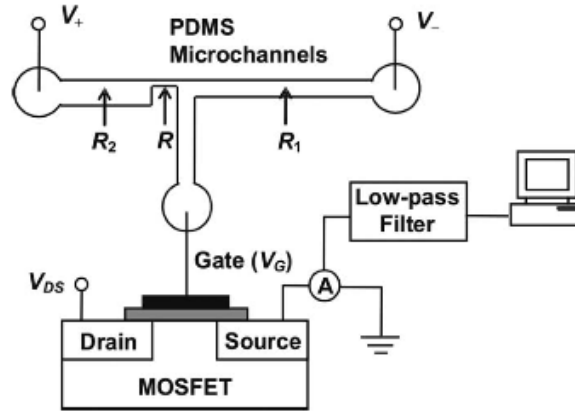 V+
PDMS
Microchannels
V−
R2
R
R1
Low-pass
Filter
Gate (VG)
VDS
A
Drain
Source
MOSFET